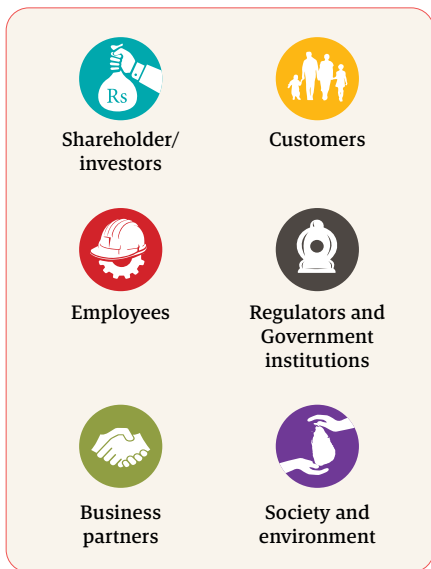 Rs
Shareholder/
investors
Customers
Employees
Regulators and
Government
institutions
Business
partners
Society and
environment